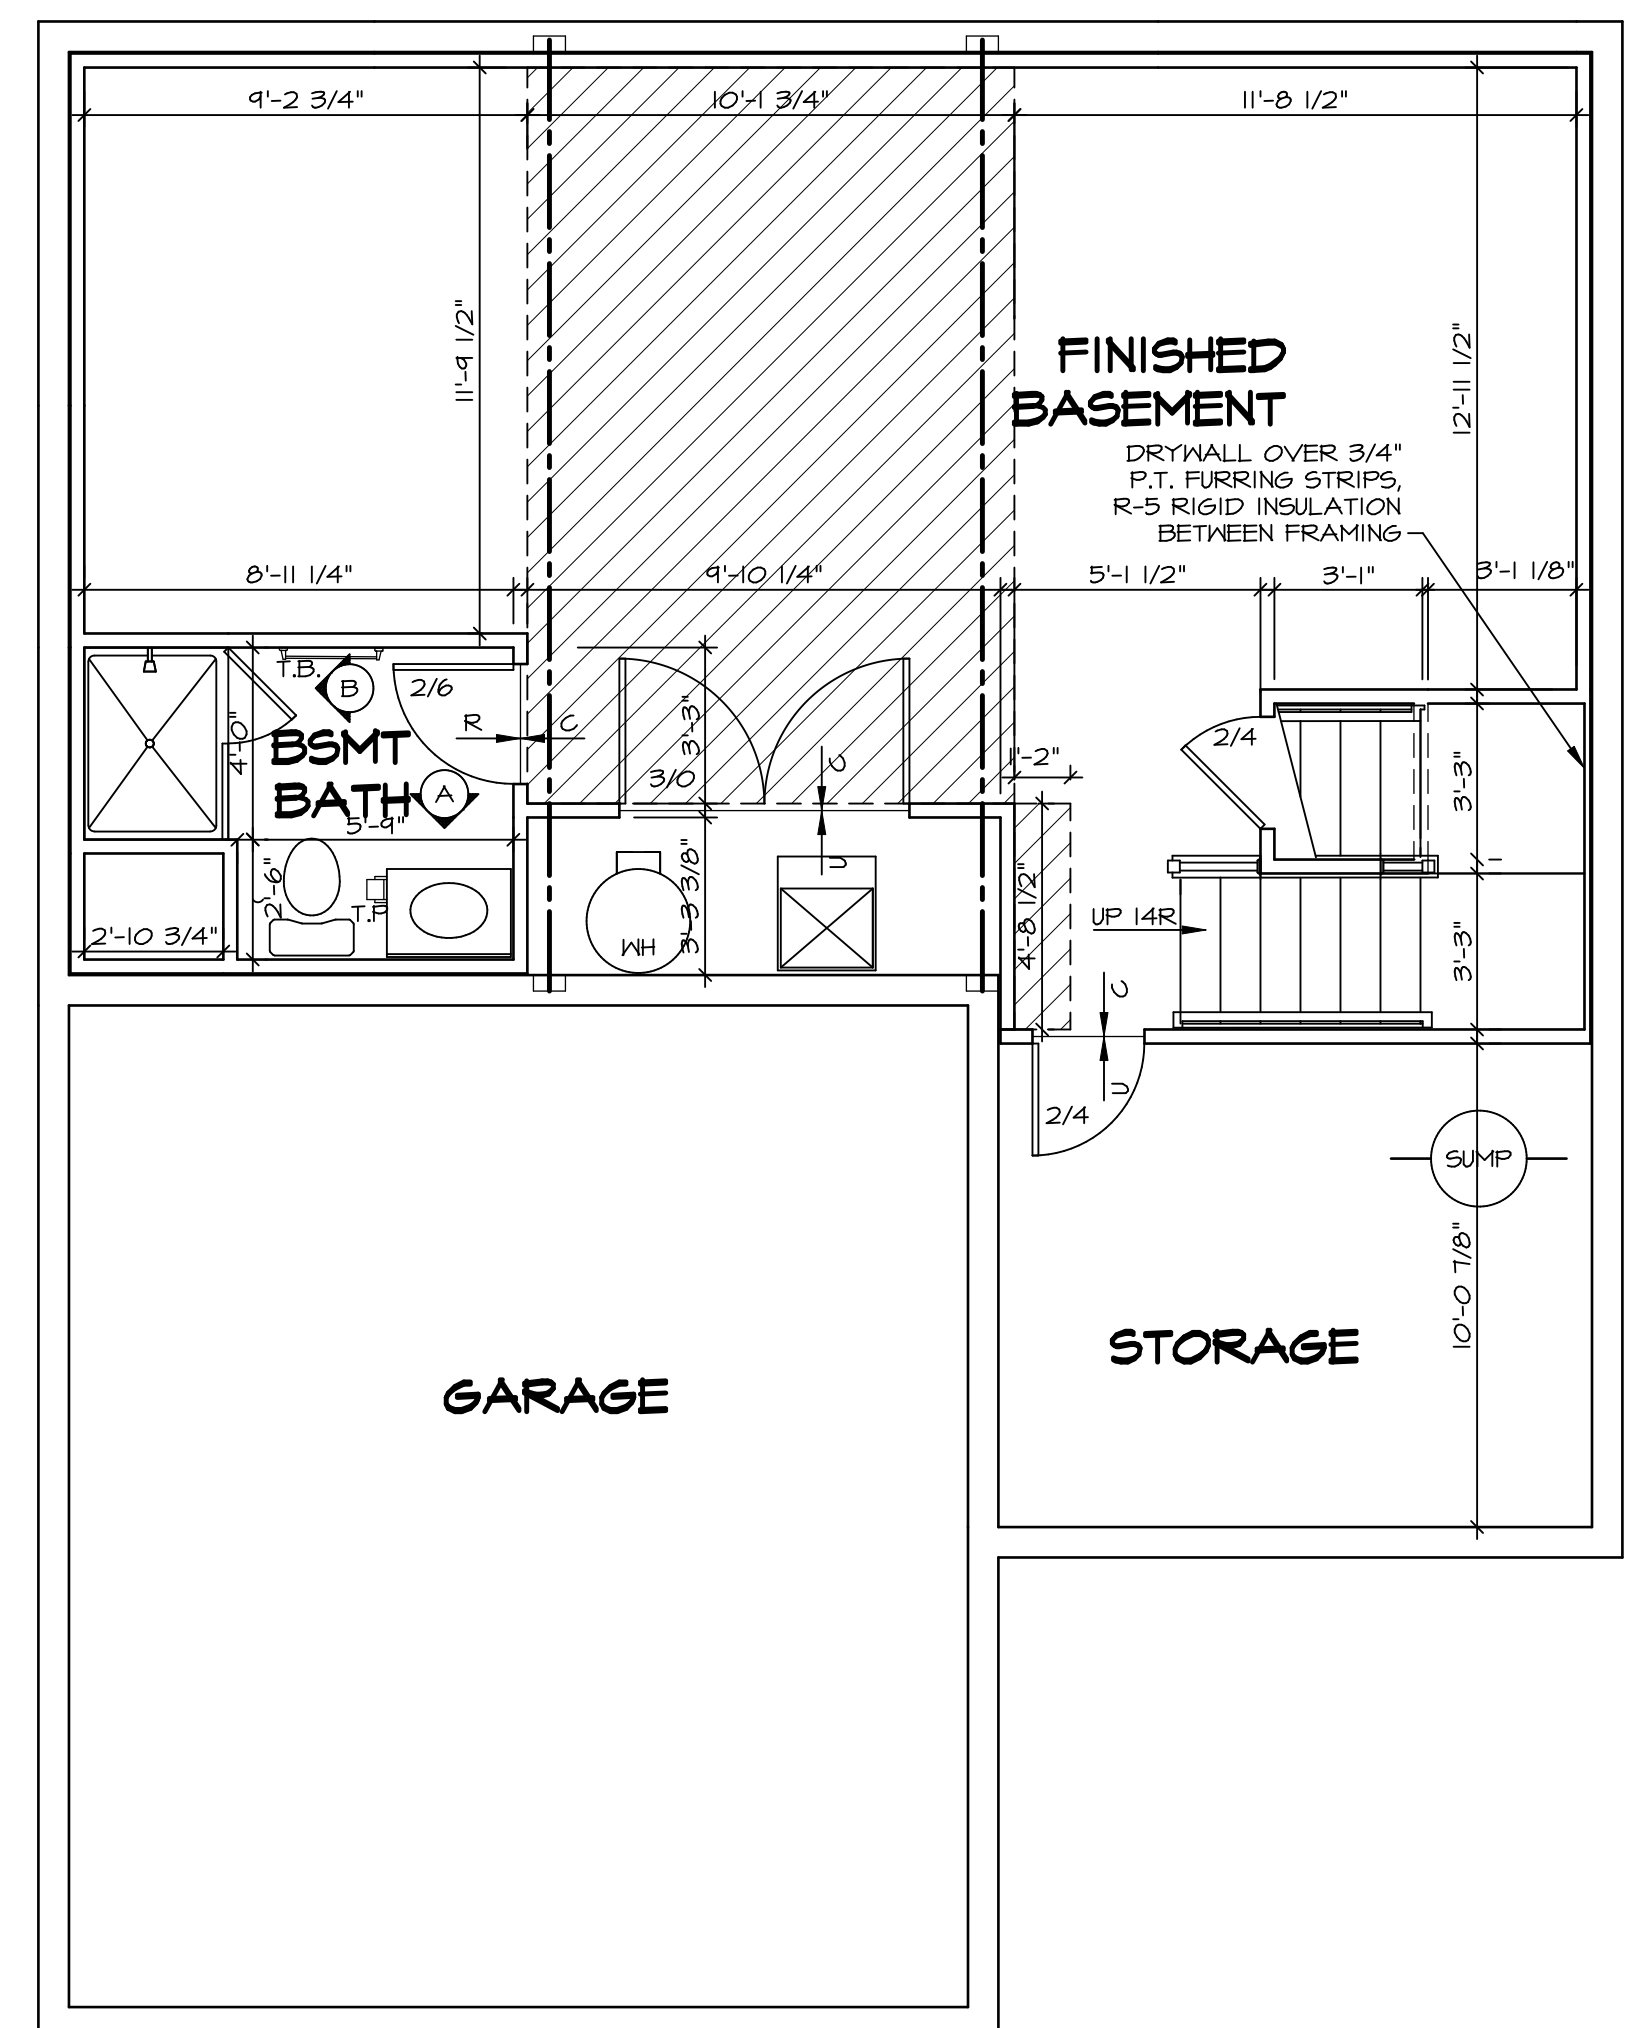 9'-2 3/4"
10'-1 3/4"
11'-8 1/2"
11'-9 1/2"
12'-11 1/2"
FINISHED
BASEMENT
DRYWALL OVER 3/4"
P.T. FURRING STRIPS,
R-5 RIGID INSULATION
BETWEEN FRAMING
8'-11 1/4"
9'-10 1/4"
5'-1 1/2"
3'-1"
3'-1 1/8"
T.B.
B
2/6
R
C
4'-0"
BSMT
BATH
A
5'-9"
3'-3"
3/0
C
U
1'-2"
2/4
3'-3"
2'-6"
T.P
2'-10 3/4"
WH
3'-3 3/8"
4'-8 1/2"
UP 14R
3'-3"
C
U
2/4
SUMP
10'-0 7/8"
STORAGE
GARAGE